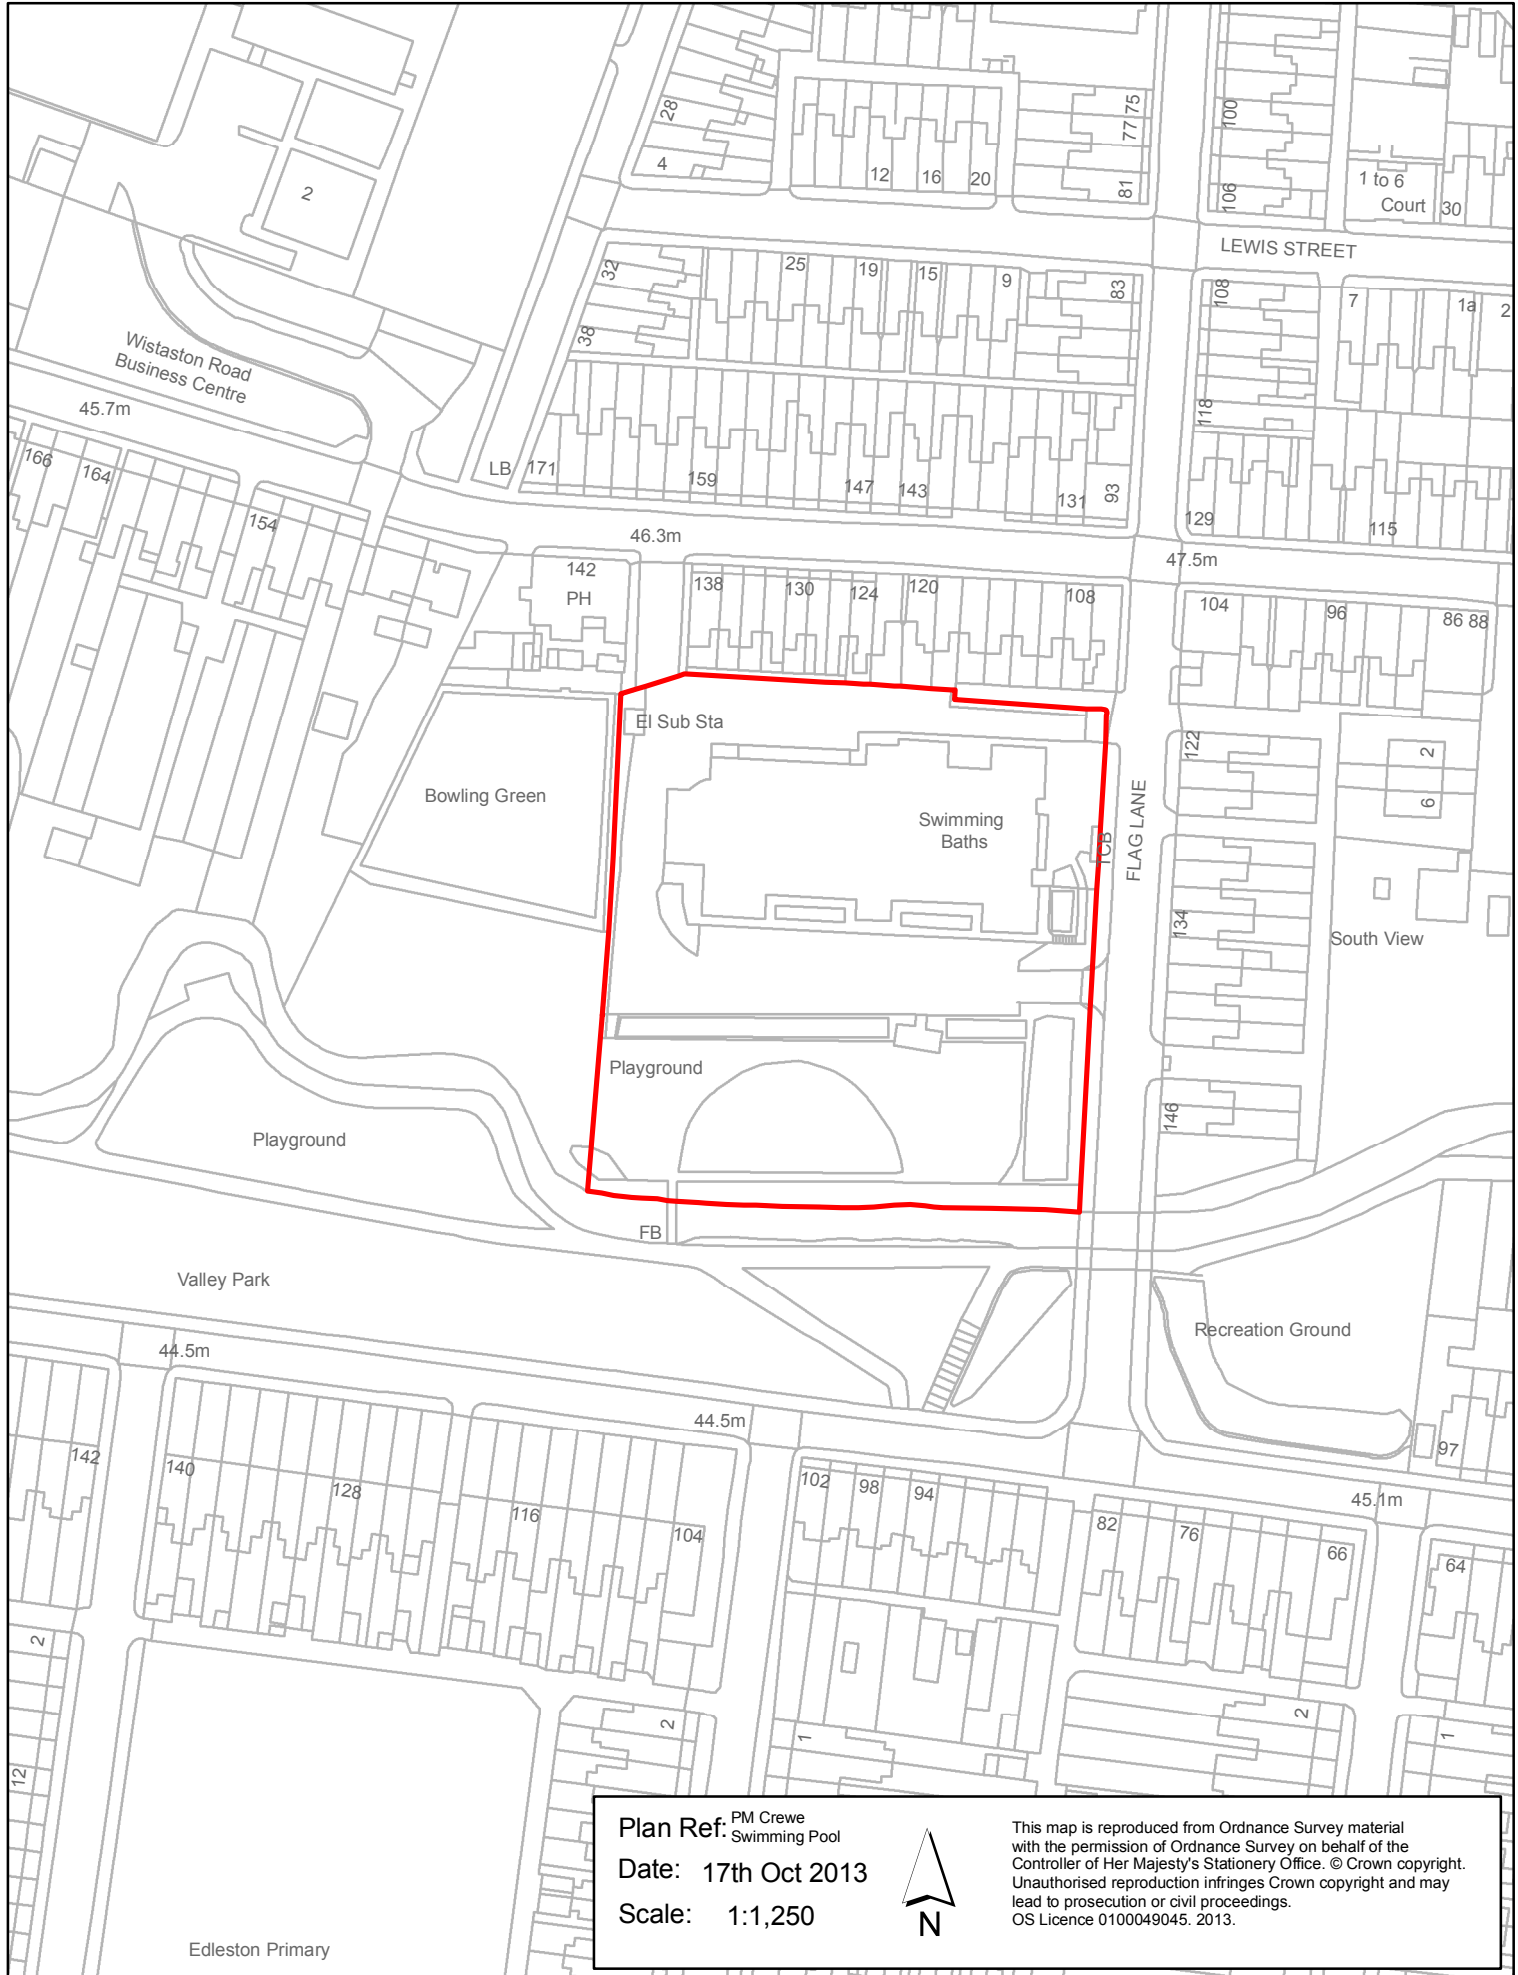 28
4
12
16
20
77 75
81
100
106
1 to 6
Court
30
2
LEWIS STREET
32
38
25
19
15
9
83
108
118
7
1a
2
Wistaston Road
Business Centre
45.7m
166
164
154
LB
171
159
147
143
131
93
129
115
46.3m
47.5m
142
PH
138
130
124
120
108
104
96
86 88
El Sub Sta
Bowling Green
Swimming
Baths
TCB
FLAG LANE
122
134
146
2
6
South View
Playground
Playground
FB
Valley Park
Recreation Ground
44.5m
44.5m
45.1m
97
142
140
128
116
104
102
98
94
82
76
66
64
2
12
2
1
2
1
Edleston Primary
Plan Ref: PM Crewe
Swimming Pool
Date: 17th Oct 2013
Scale: 1:1,250
N
This map is reproduced from Ordnance Survey material
with the permission of Ordnance Survey on behalf of the
Controller of Her Majesty's Stationery Office. © Crown copyright.
Unauthorised reproduction infringes Crown copyright and may
lead to prosecution or civil proceedings.
OS Licence 0100049045. 2013.